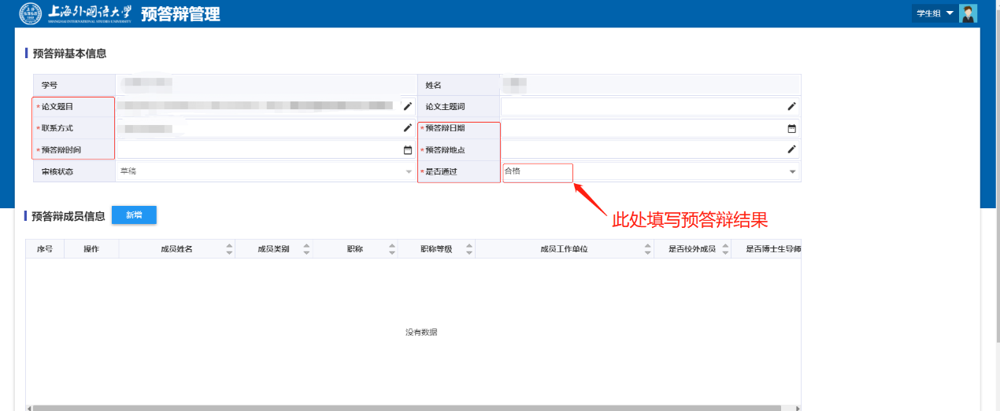 上海外国语大学 预答辩管理 学生组
SHANGHAI INTERNATIONAL STUDIES UNIVERSITY
预答辩基本信息
学号 姓名
*论文题目 论文主题词
*联系方式 *预答辩日期
*预答辩时间 *预答辩地点
审核状态 草稿 *是否通过 合格
此处填写预答辩结果
预答辩成员信息 新增
序号 操作 成员姓名 成员类别 职称 职称等级 成员工作单位 是否校外成员 是否博士生导师
没有数据